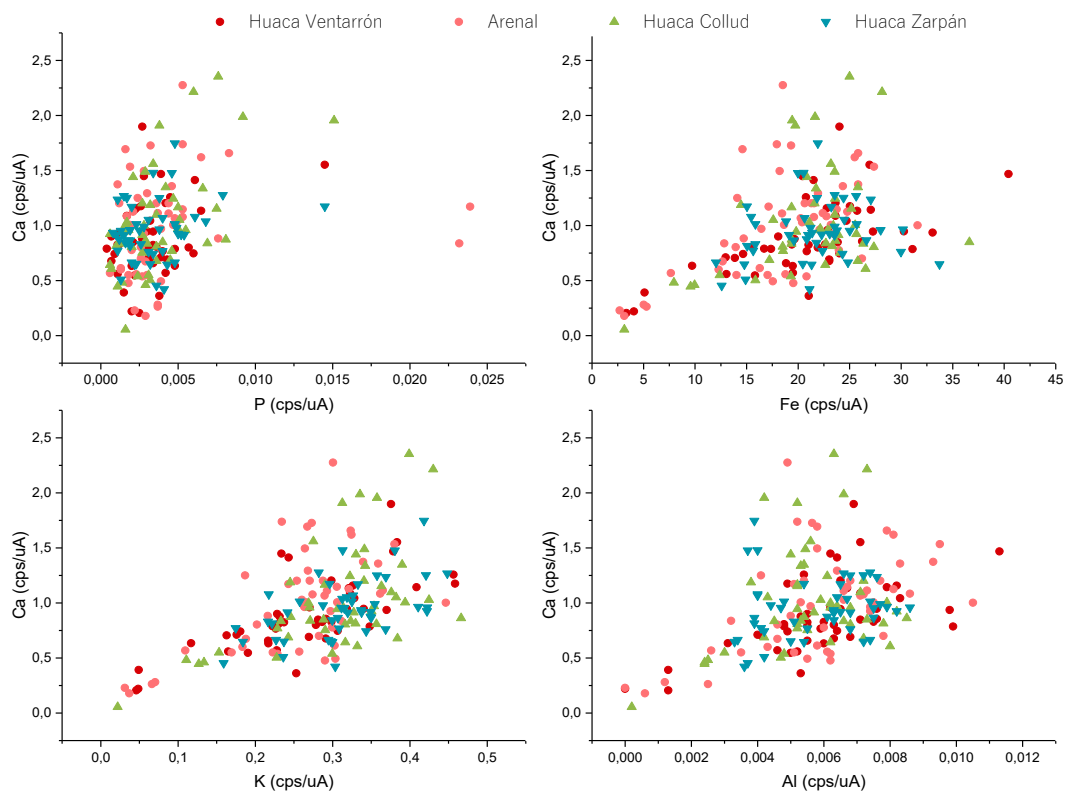 Huaca Ventarrón Arenal Huaca Collud Huaca Zarpán
2,5
2,0
1,5
1,0
0,5
0,0
Ca (cps/uA)
0,000 0,005 0,010 0,015 0,020 0,025
P (cps/uA)
2,5
2,0
1,5
1,0
0,5
0,0
Ca (cps/uA)
0 5 10 15 20 25 30 35 40 45
Fe (cps/uA)
2,5
2,0
1,5
1,0
0,5
0,0
Ca (cps/uA)
0,0 0,1 0,2 0,3 0,4 0,5
K (cps/uA)
2,5
2,0
1,5
1,0
0,5
0,0
Ca (cps/uA)
0,000 0,002 0,004 0,006 0,008 0,010 0,012
Al (cps/uA)